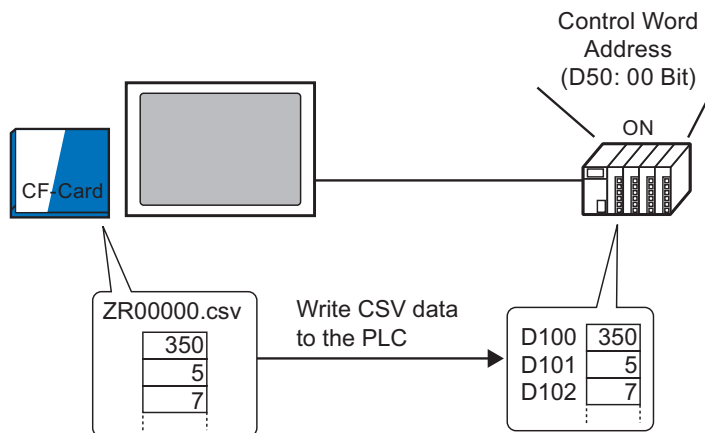 Control Word
Address
(D50: 00 Bit)
ON
CF-Card
ZR00000.csv
350
5
7
Write CSV data
to the PLC
D100 350
D101 5
D102 7